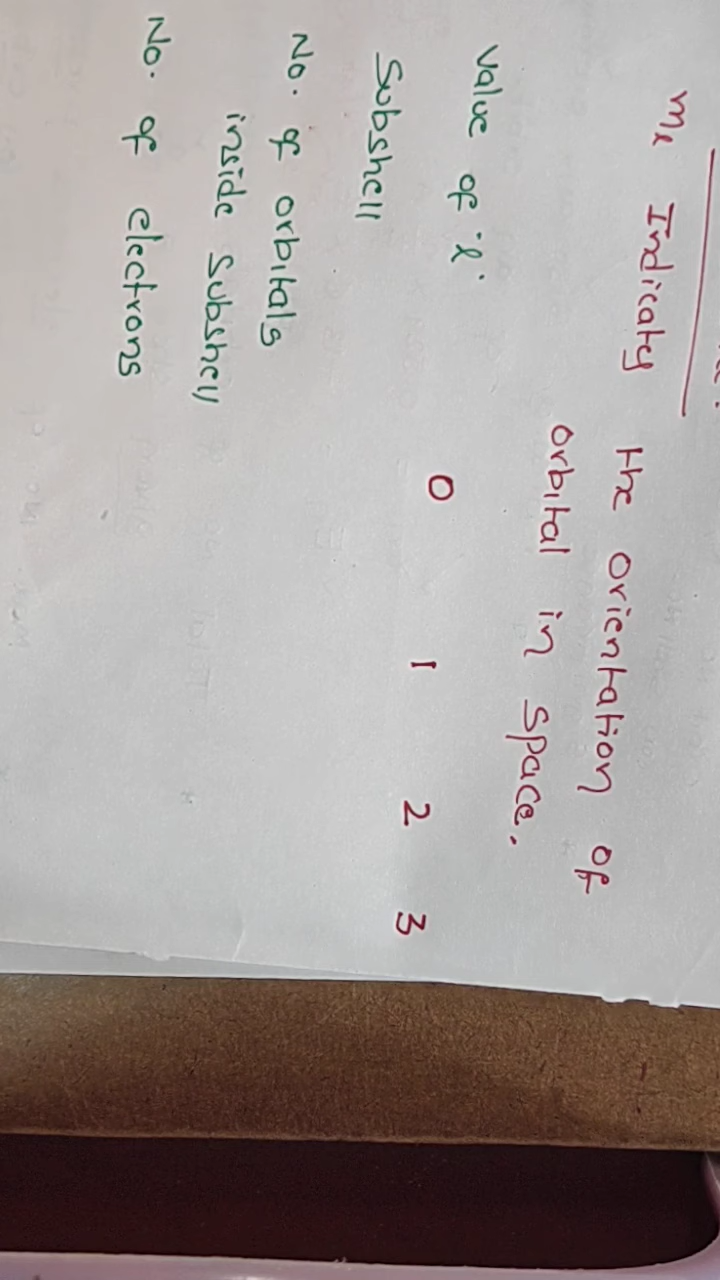 mℓ Indicaty the orientation of
orbital in space.
Value of 'l' 0 1 2 3
Subshell
No. of orbitals
inside subshell
No. of electrons